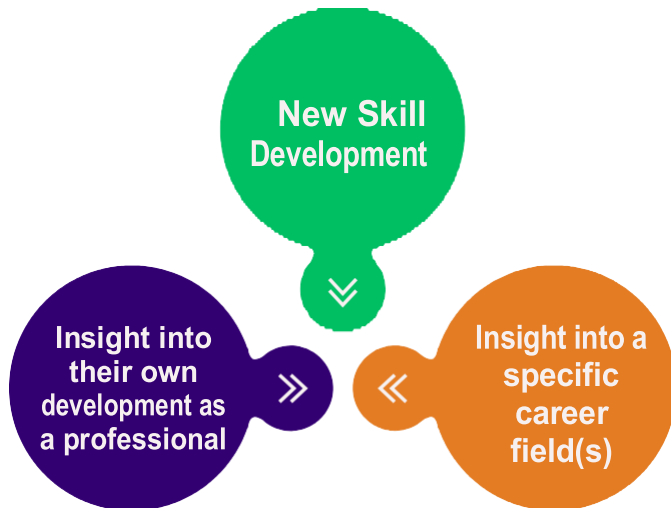 New Skill
Development
Insight into
their own
development as
a professional
Insight into a
specific
career
field(s)